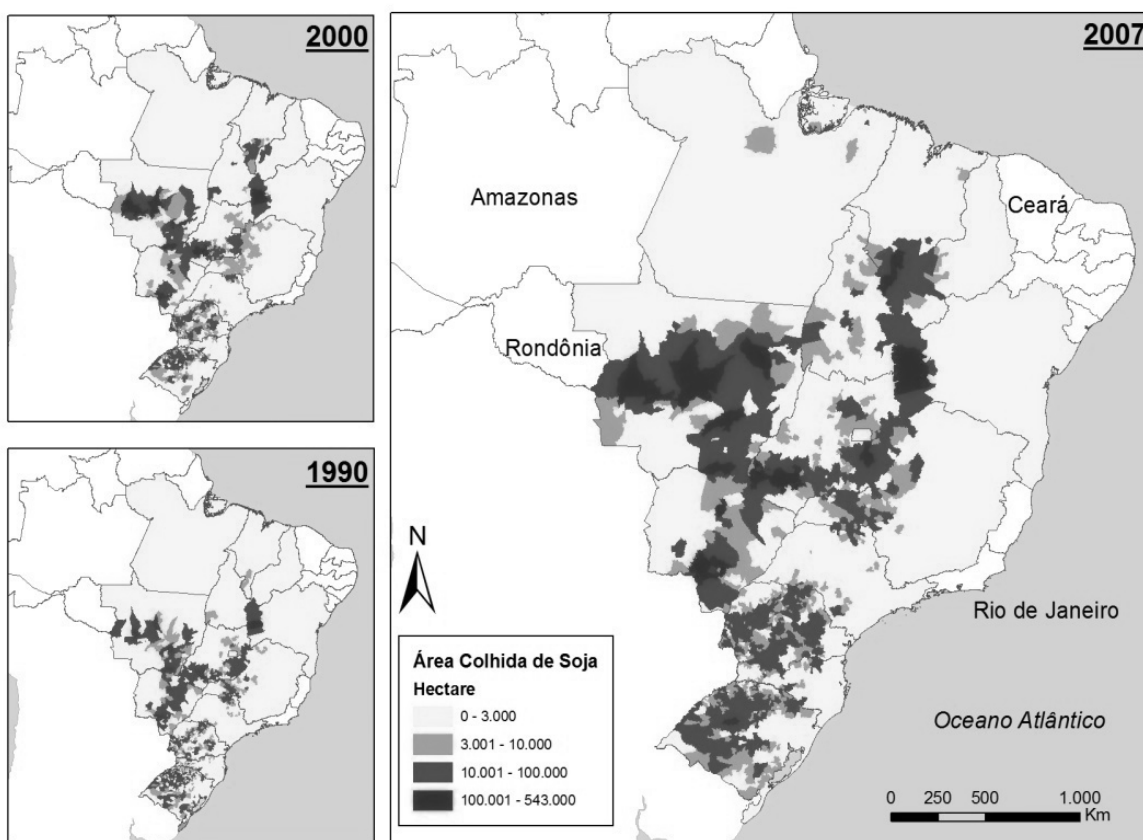 2000
1990
2007
Amazonas
Ceará
Rondônia
N
Rio de Janeiro
Oceano Atlântico
Área Colhida de Soja
Hectare
0 - 3.000
3.001 - 10.000
10.001 - 100.000
100.001 - 543.000
0 250 500 1.000
Km